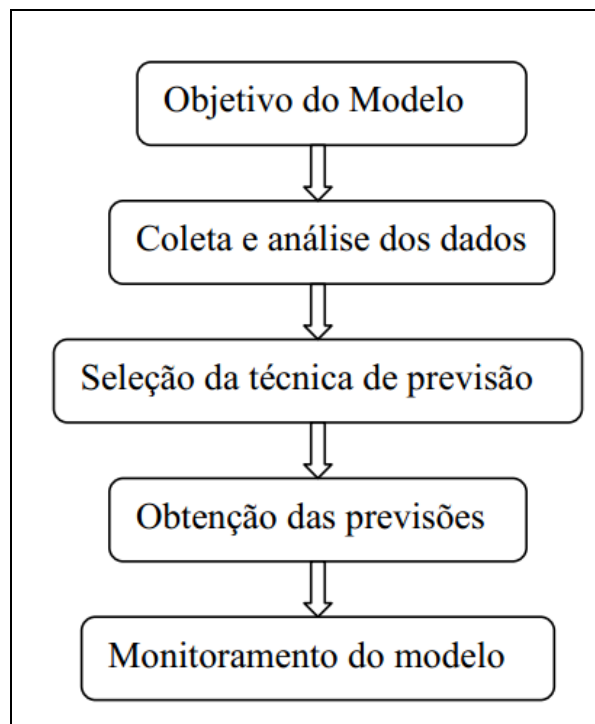 Objetivo do Modelo
Coleta e análise dos dados
Seleção da técnica de previsão
Obtenção das previsões
Monitoramento do modelo